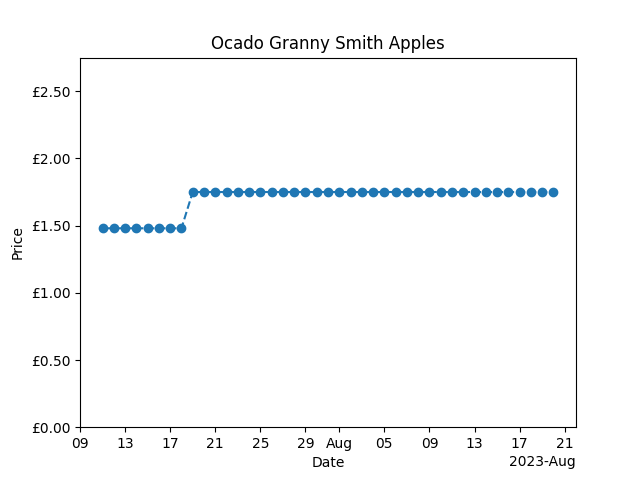 Ocado Granny Smith Apples
£2.50
£2.00
£1.50
£1.00
£0.50
£0.00
Price
09 13 17 21 25 29 Aug 05 09 13 17 21
Date
2023-Aug